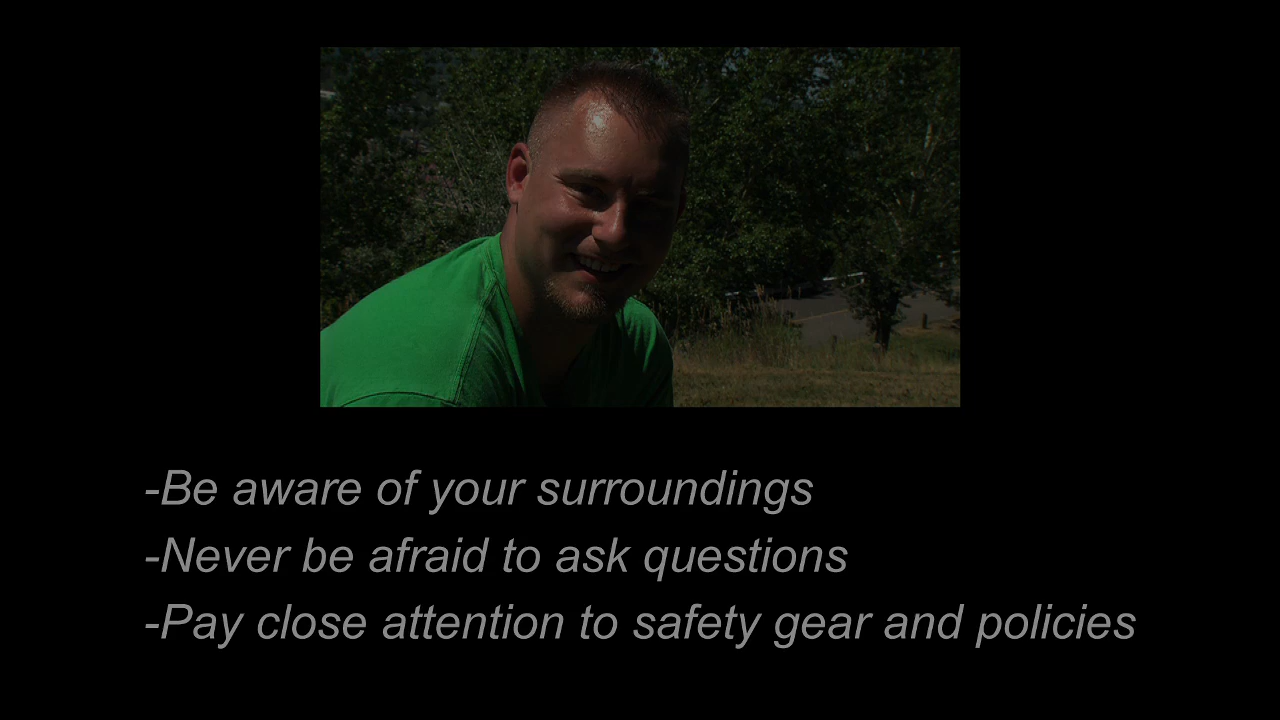 -Be aware of your surroundings
-Never be afraid to ask questions
-Pay close attention to safety gear and policies